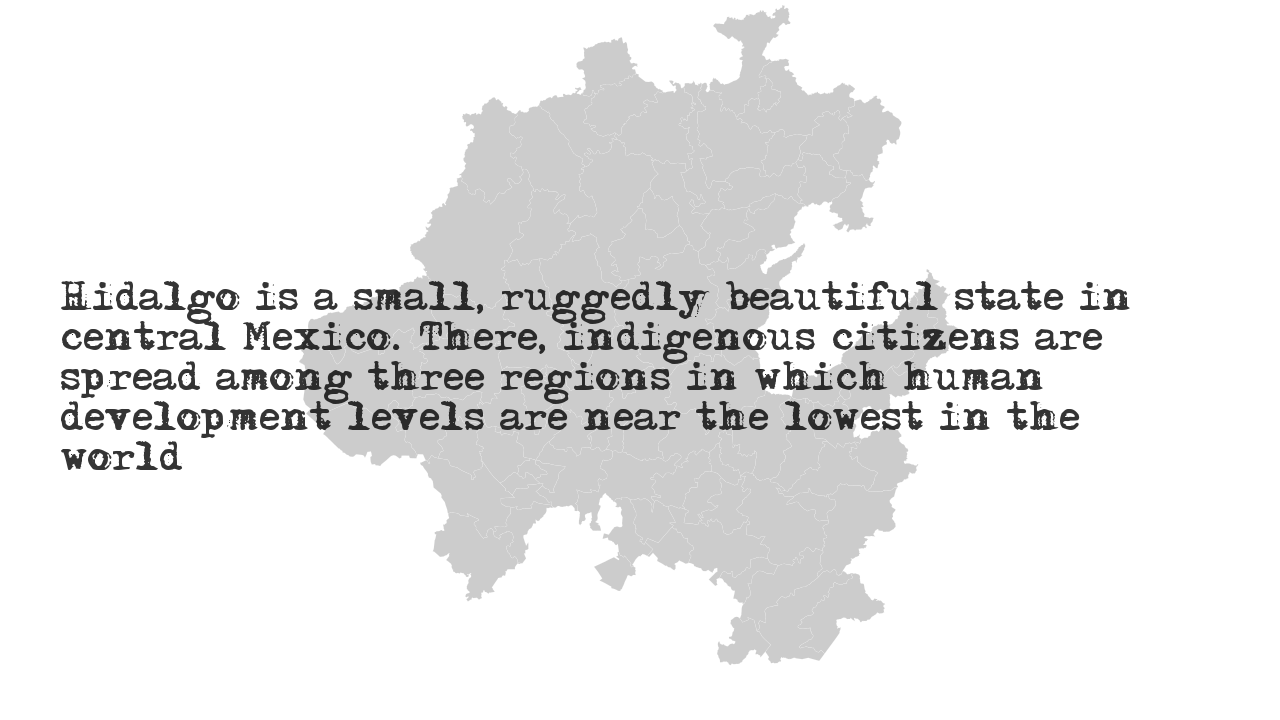 Hidalgo is a small, ruggedly beautiful state in
central Mexico. There, indigenous citizens are
spread among three regions in which human
development levels are near the lowest in the
world